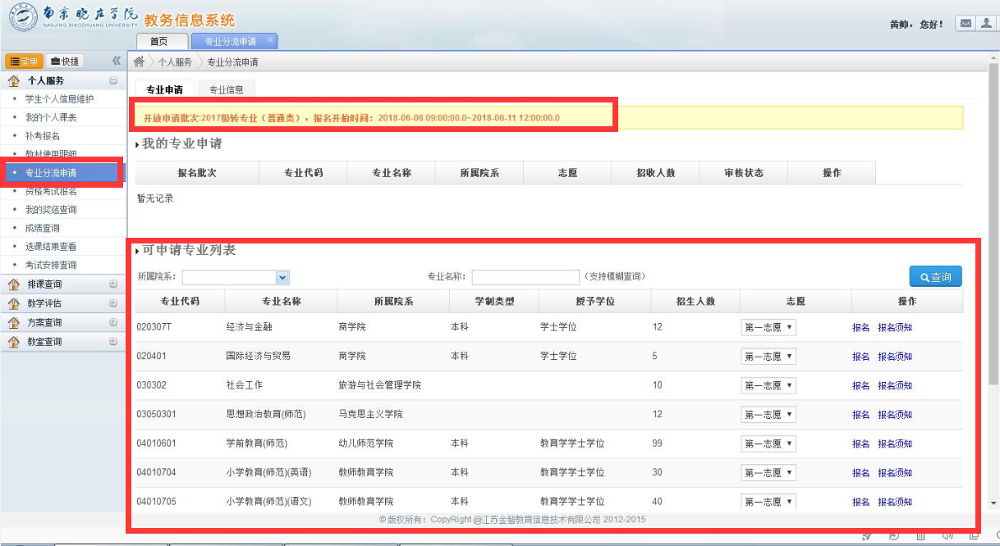 南京晓庄学院
NANJING XIAOZHUANG UNIVERSITY
教务信息系统
黄帅，您好！
首页 专业分流申请
菜单 快捷
个人服务 专业分流申请
个人服务
学生个人信息维护
我的个人课表
补考报名
教材使用明细
专业分流申请
资格考试报名
我的奖惩查询
成绩查询
选课结果查看
考试安排查询
排课查询
教学评估
方案查询
教室查询
专业申请 专业信息
开放申请批次:2017级转专业（普通类），报名开始时间：2018-06-06 09:00:00.0~2018-06-11 12:00:00.0
我的专业申请
报名批次 专业代码 专业名称 所属院系 志愿 招收人数 审核状态 操作
暂无记录
可申请专业列表
所属院系： 专业名称： （支持模糊查询） 查询
专业代码 专业名称 所属院系 学制类型 授予学位 招生人数 志愿 操作
020307T 经济与金融 商学院 本科 学士学位 12 第一志愿 报名 报名须知
020401 国际经济与贸易 商学院 本科 学士学位 5 第一志愿 报名 报名须知
030302 社会工作 旅游与社会管理学院 10 第一志愿 报名 报名须知
03050301 思想政治教育(师范) 马克思主义学院 12 第一志愿 报名 报名须知
04010601 学前教育(师范) 幼儿师范学院 本科 教育学学士学位 99 第一志愿 报名 报名须知
04010704 小学教育(师范)(英语) 教师教育学院 本科 教育学学士学位 30 第一志愿 报名 报名须知
04010705 小学教育(师范)(语文) 教师教育学院 本科 教育学学士学位 40 第一志愿 报名 报名须知
©版权所有：CopyRight @江苏金智教育信息技术有限公司 2012-2015